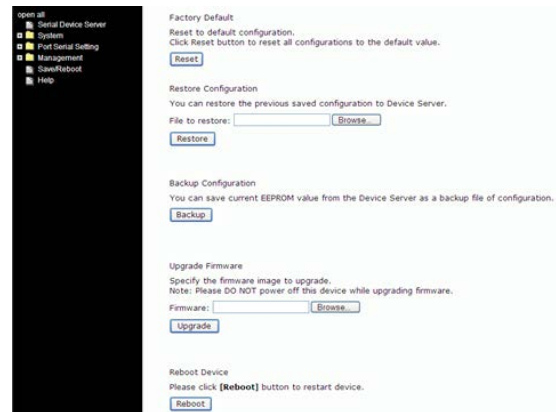 open all
Serial Device Server
System
Port Serial Setting
Management
Save/Reboot
Help
Factory Default
Reset to default configuration.
Click Reset button to reset all configurations to the default value.
Reset
Restore Configuration
You can restore the previous saved configuration to Device Server.
File to restore: Browse...
Restore
Backup Configuration
You can save current EEPROM value from the Device Server as a backup file of configuration.
Backup
Upgrade Firmware
Specify the firmware image to upgrade.
Note: Please DO NOT power off this device while upgrading firmware.
Firmware: Browse...
Upgrade
Reboot Device
Please click [Reboot] button to restart device.
Reboot